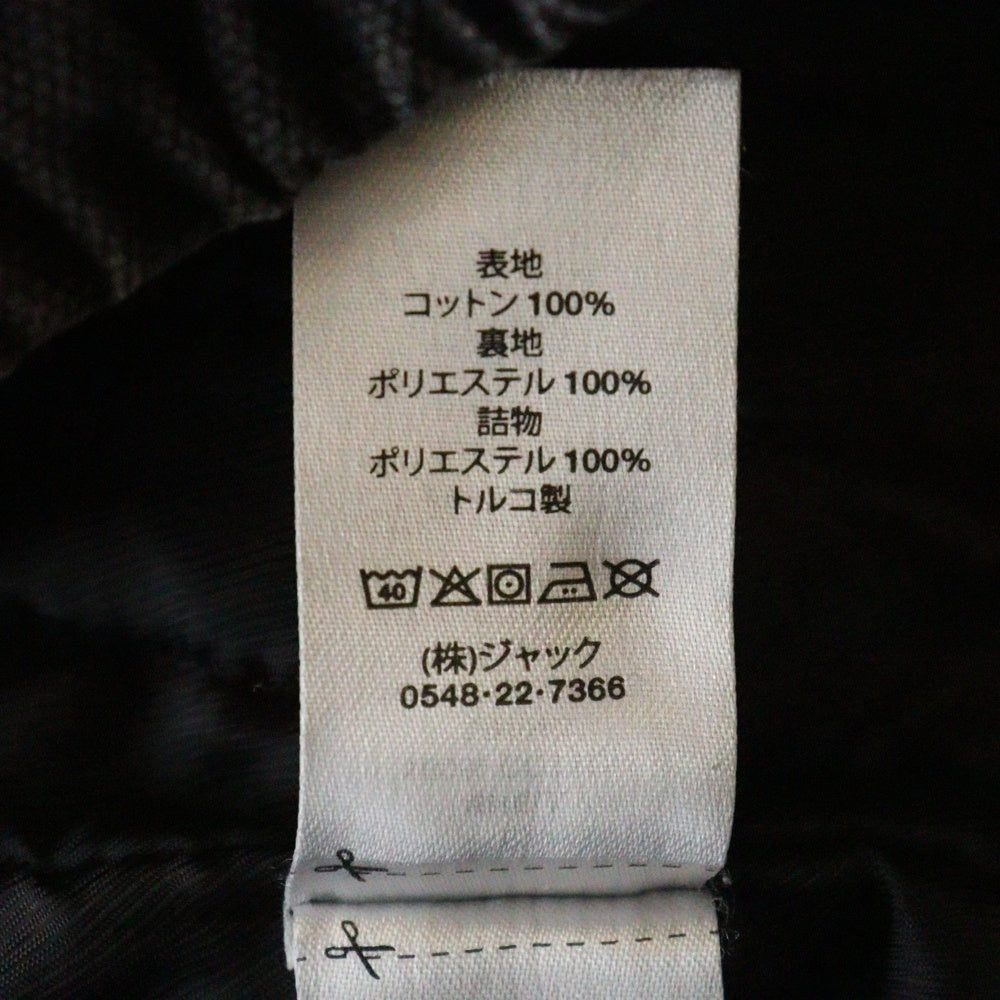 表地
コットン 100%
裏地
ポリエステル 100%
詰物
ポリエステル 100%
トルコ製
40
(株)ジャック
0548・22・7366